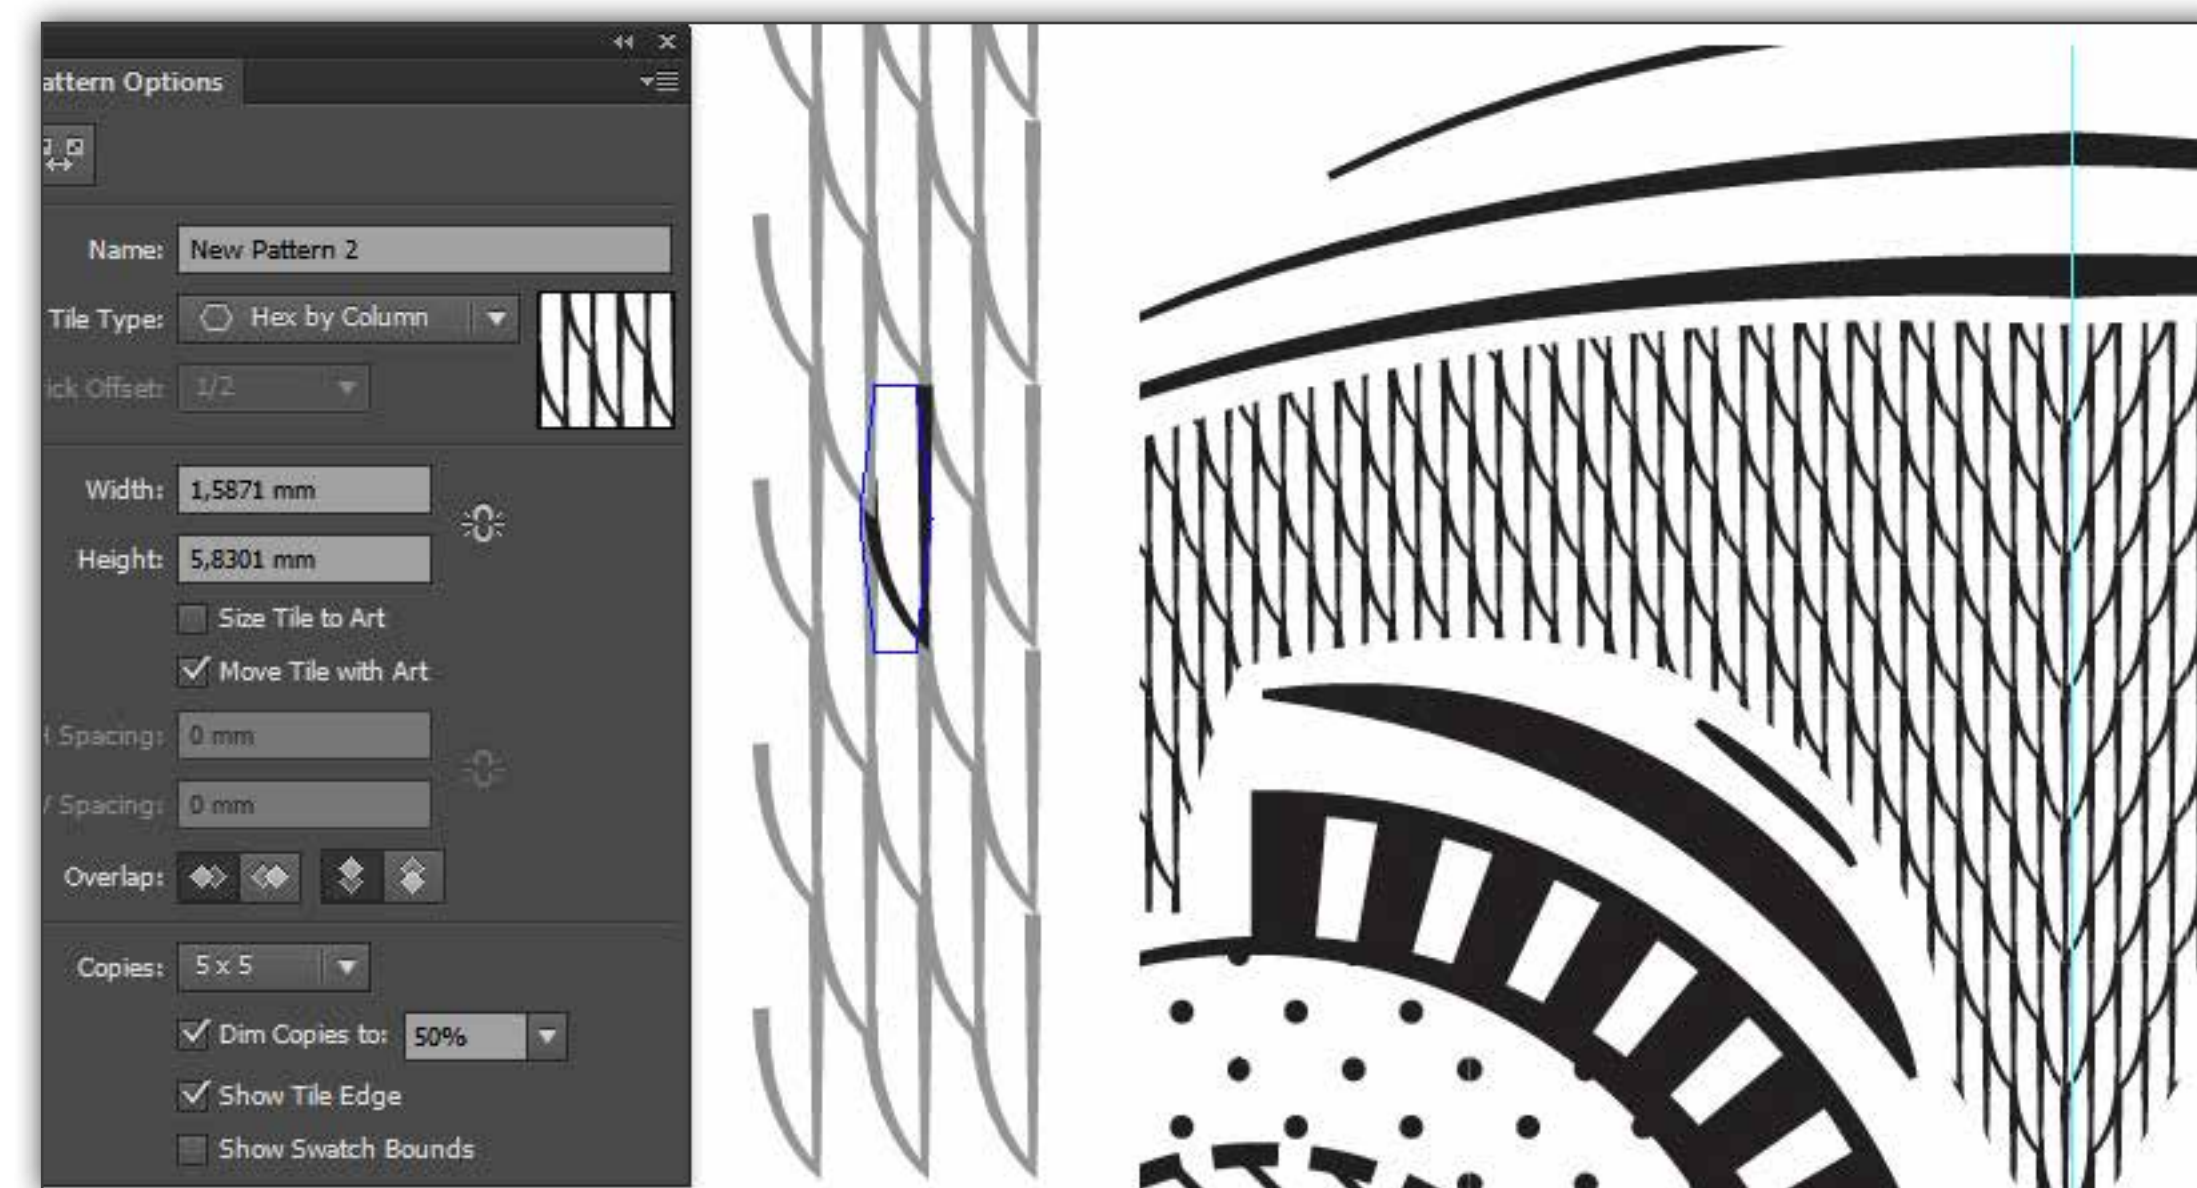 attern Options
Name: New Pattern 2
Tile Type: Hex by Column
ick Offset: 1/2
Width: 1,5871 mm
Height: 5,8301 mm
Size Tile to Art
Move Tile with Art
H Spacing: 0 mm
V Spacing: 0 mm
Overlap:
Copies: 5 x 5
Dim Copies to: 50%
Show Tile Edge
Show Swatch Bounds